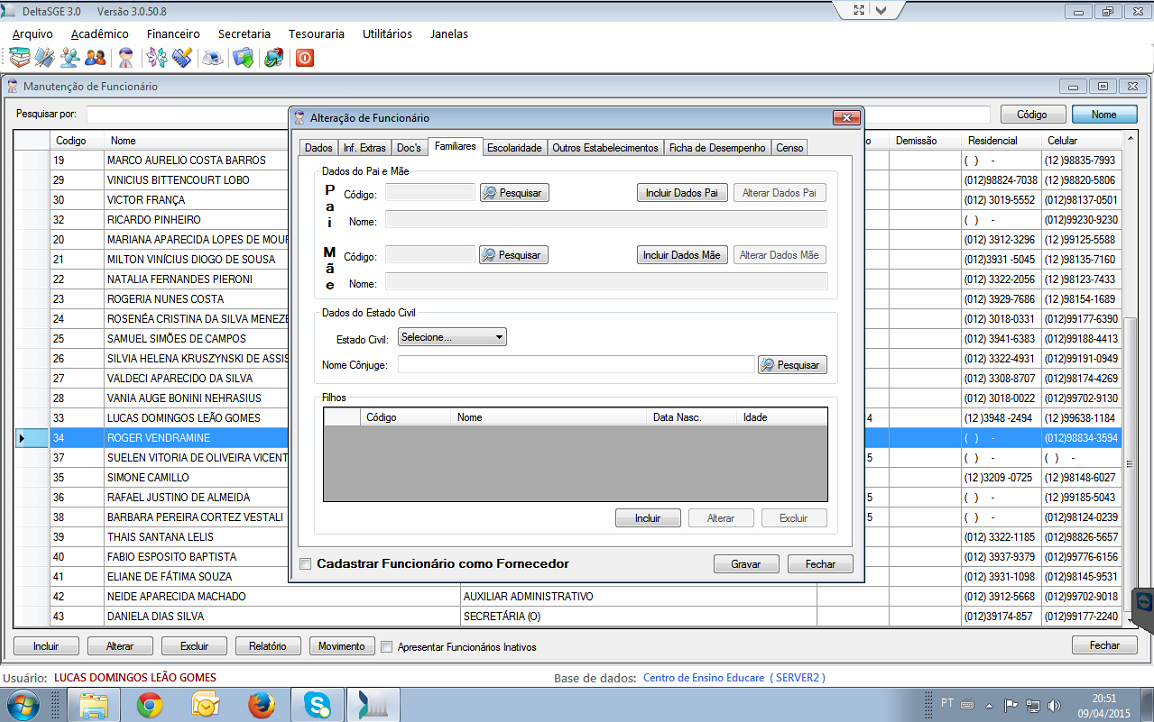 DeltaSGE 3.0 Versão 3.0.50.8
Arquivo Acadêmico Financeiro Secretaria Tesouraria Utilitários Janelas
Manutenção de Funcionário
Pesquisar por: Código Nome
Codigo Nome Demissão Residencial Celular
19 MARCO AURELIO COSTA BARROS ( ) - (12 )98835-7993
29 VINICIUS BITTENCOURT LOBO (012)98824-7038 (12 )98820-5806
30 VICTOR FRANÇA (012) 3019-5552 (012)98137-0501
32 RICARDO PINHEIRO ( ) - (012)99230-9230
20 MARIANA APARECIDA LOPES DE MOUR (012) 3912-3296 (12 )99125-5588
21 MILTON VINÍCIUS DIOGO DE SOUSA (012)3931 -5045 (12 )98135-7160
22 NATALIA FERNANDES PIERONI (012) 3322-2056 (12 )98123-7433
23 ROGERIA NUNES COSTA (012) 3929-7686 (12 )98154-1689
24 ROSENÉA CRISTINA DA SILVA MENEZE (012) 3018-0331 (012)99177-6390
25 SAMUEL SIMÕES DE CAMPOS (012) 3941-6383 (012)99188-4413
26 SILVIA HELENA KRUSZYNSKI DE ASSIS (012) 3322-4931 (012)99191-0949
27 VALDECI APARECIDO DA SILVA (012) 3308-8707 (012)98174-4269
28 VANIA AUGE BONINI NEHRASIUS (012) 3018-0022 (012)99702-9130
33 LUCAS DOMINGOS LEÃO GOMES 4 (12 )3948 -2494 (12 )99638-1184
34 ROGER VENDRAMINE ( ) - (012)98834-3594
37 SUELEN VITORIA DE OLIVEIRA VICENT 5 ( ) - ( ) -
35 SIMONE CAMILLO (12 )3209 -0725 (12 )98148-6027
36 RAFAEL JUSTINO DE ALMEIDA 5 ( ) - (12 )99185-5043
38 BARBARA PEREIRA CORTEZ VESTALI 5 ( ) - (012)98124-0239
39 THAIS SANTANA LELIS (012) 3322-1185 (012)98826-5657
40 FABIO ESPOSITO BAPTISTA (012) 3937-9379 (012)99776-6156
41 ELIANE DE FÁTIMA SOUZA (012) 3931-1098 (012)98145-9531
42 NEIDE APARECIDA MACHADO AUXILIAR ADMINISTRATIVO (012) 3912-5668 (012)99702-9018
43 DANIELA DIAS SILVA SECRETÁRIA (O) (012)39174-857 (012)99177-2240
Alteração de Funcionário
Dados Inf. Extras Doc's Familiares Escolaridade Outros Estabelecimentos Ficha de Desempenho Censo
Dados do Pai e Mãe
Pai
Código: Pesquisar Incluir Dados Pai Alterar Dados Pai
Nome:
Mãe
Código: Pesquisar Incluir Dados Mãe Alterar Dados Mãe
Nome:
Dados do Estado Civil
Estado Civil: Selecione...
Nome Cônjuge: Pesquisar
Filhos
Código Nome Data Nasc. Idade
Incluir Alterar Excluir
Cadastrar Funcionário como Fornecedor Gravar Fechar
Incluir Alterar Excluir Relatório Movimento Apresentar Funcionários Inativos Fechar
Usuário: LUCAS DOMINGOS LEÃO GOMES Base de dados: Centro de Ensino Educare ( SERVER2 )
PT 20:51
09/04/2015